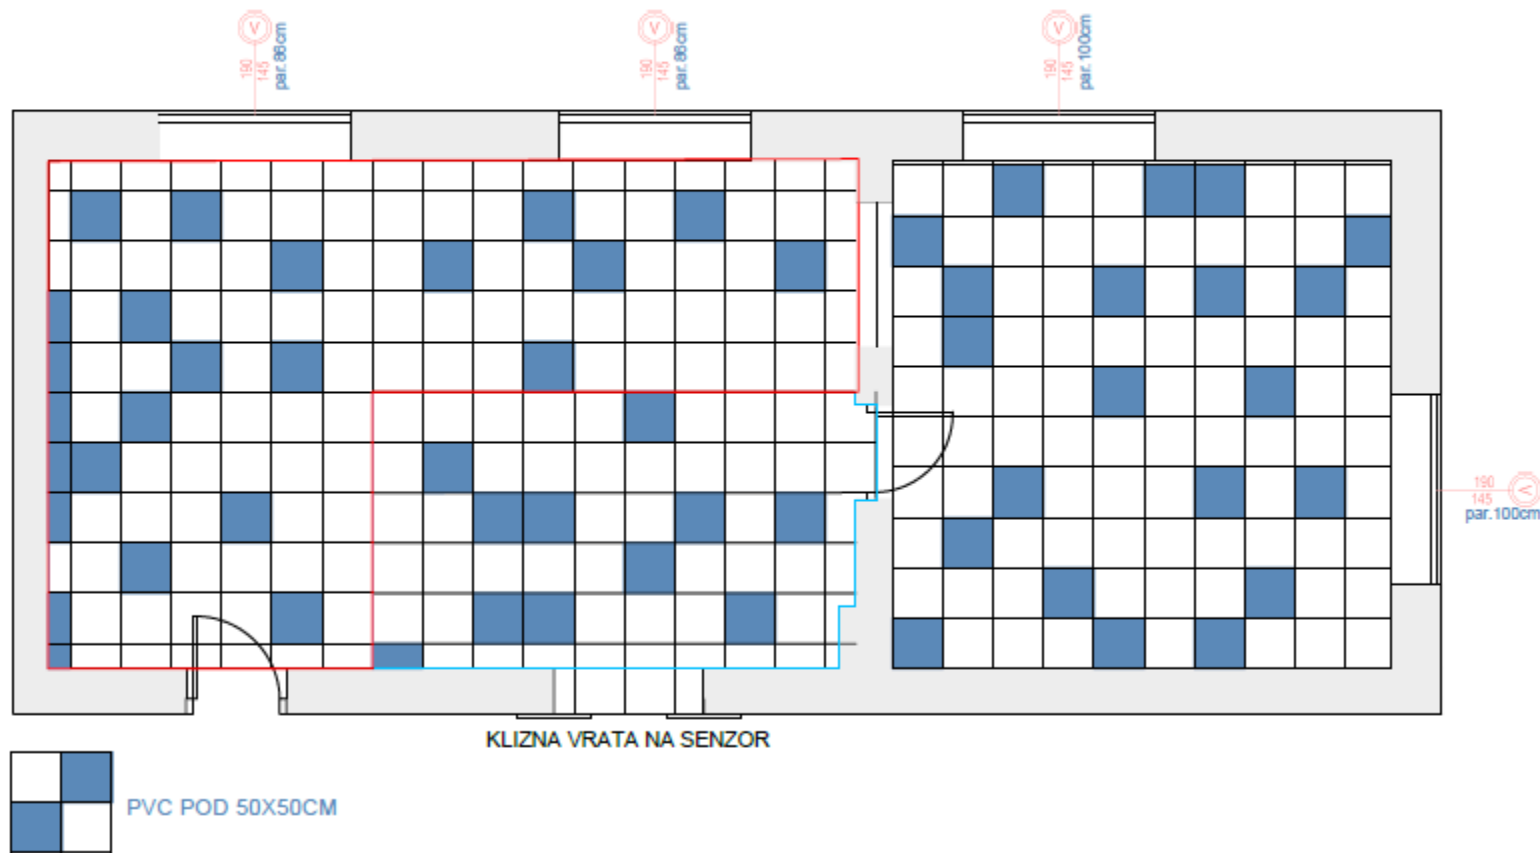 V
190
145
par.86cm
V
190
145
par.86cm
V
190
145
par.100cm
190
145
V
par.100cm
KLIZNA VRATA NA SENZOR
PVC POD 50X50CM